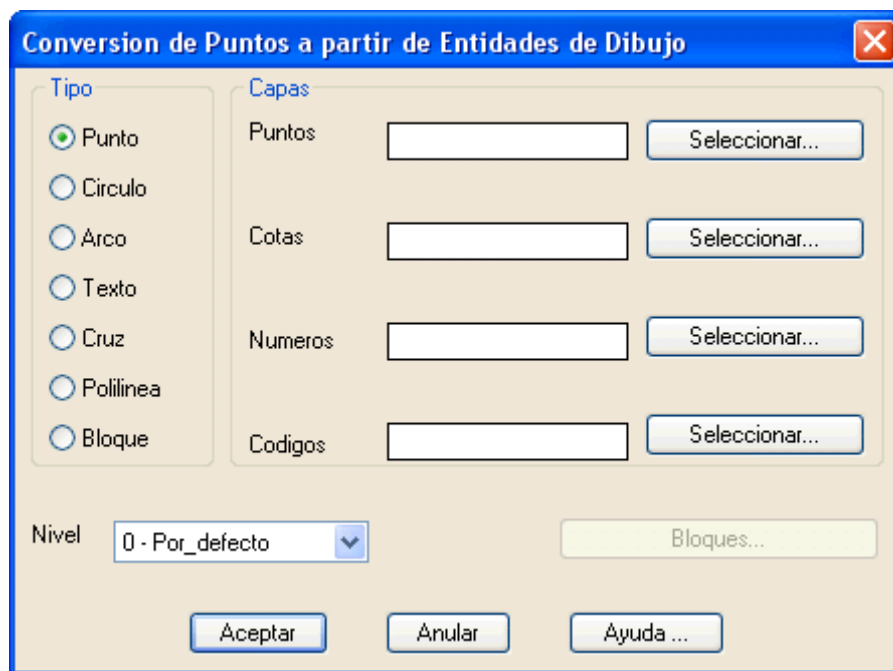 Conversion de Puntos a partir de Entidades de Dibujo
Tipo
Punto
Circulo
Arco
Texto
Cruz
Polilinea
Bloque
Capas
Puntos
Seleccionar...
Cotas
Seleccionar...
Numeros
Seleccionar...
Codigos
Seleccionar...
Nivel
0 - Por_defecto
Bloques...
Aceptar
Anular
Ayuda ...